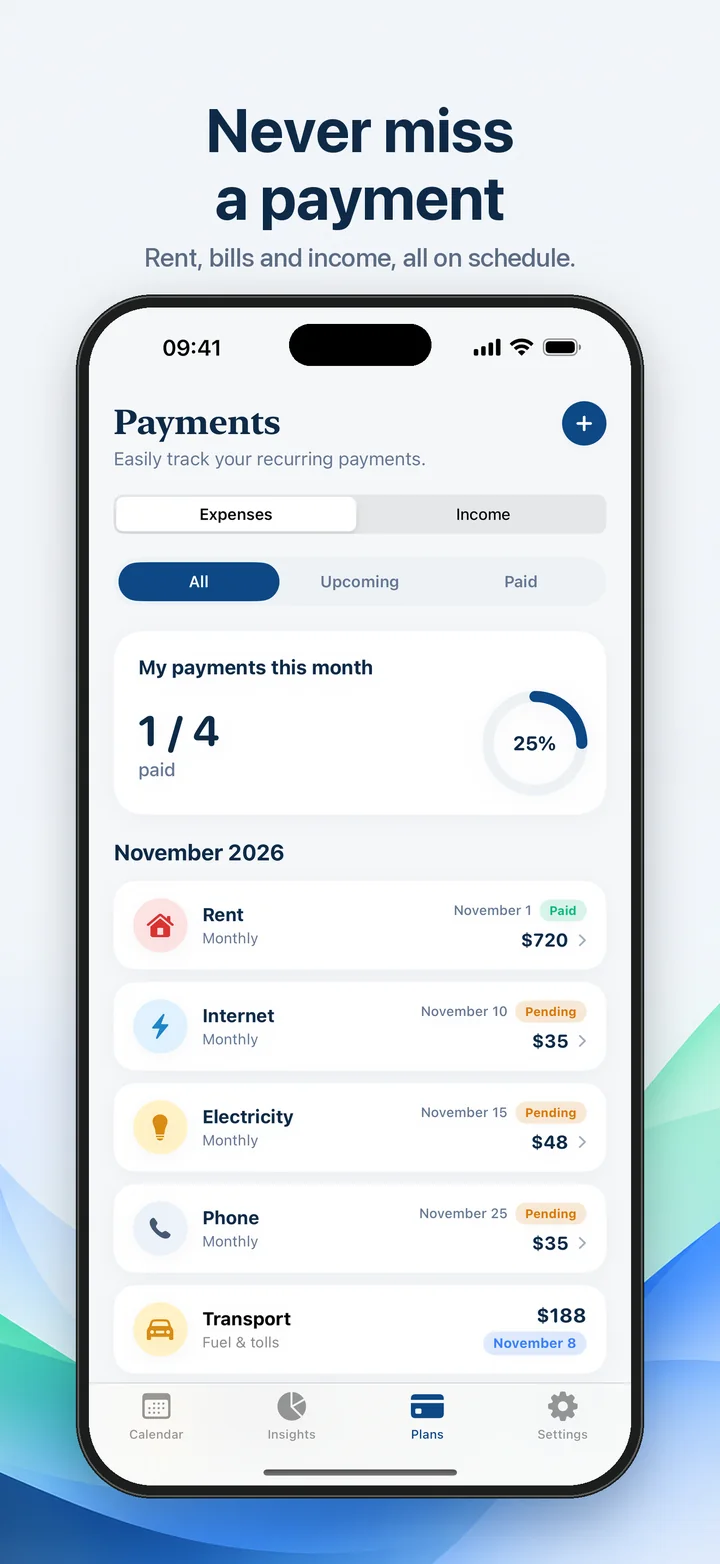 Never miss
a payment
Rent, bills and income, all on schedule.
09:41
Payments
Easily track your recurring payments.
Expenses Income
All Upcoming Paid
My payments this month
1 / 4
paid
25%
November 2026
Rent November 1 Paid
Monthly $720
Internet November 10 Pending
Monthly $35
Electricity November 15 Pending
Monthly $48
Phone November 25 Pending
Monthly $35
Transport $188
Fuel & tolls November 8
Calendar Insights Plans Settings